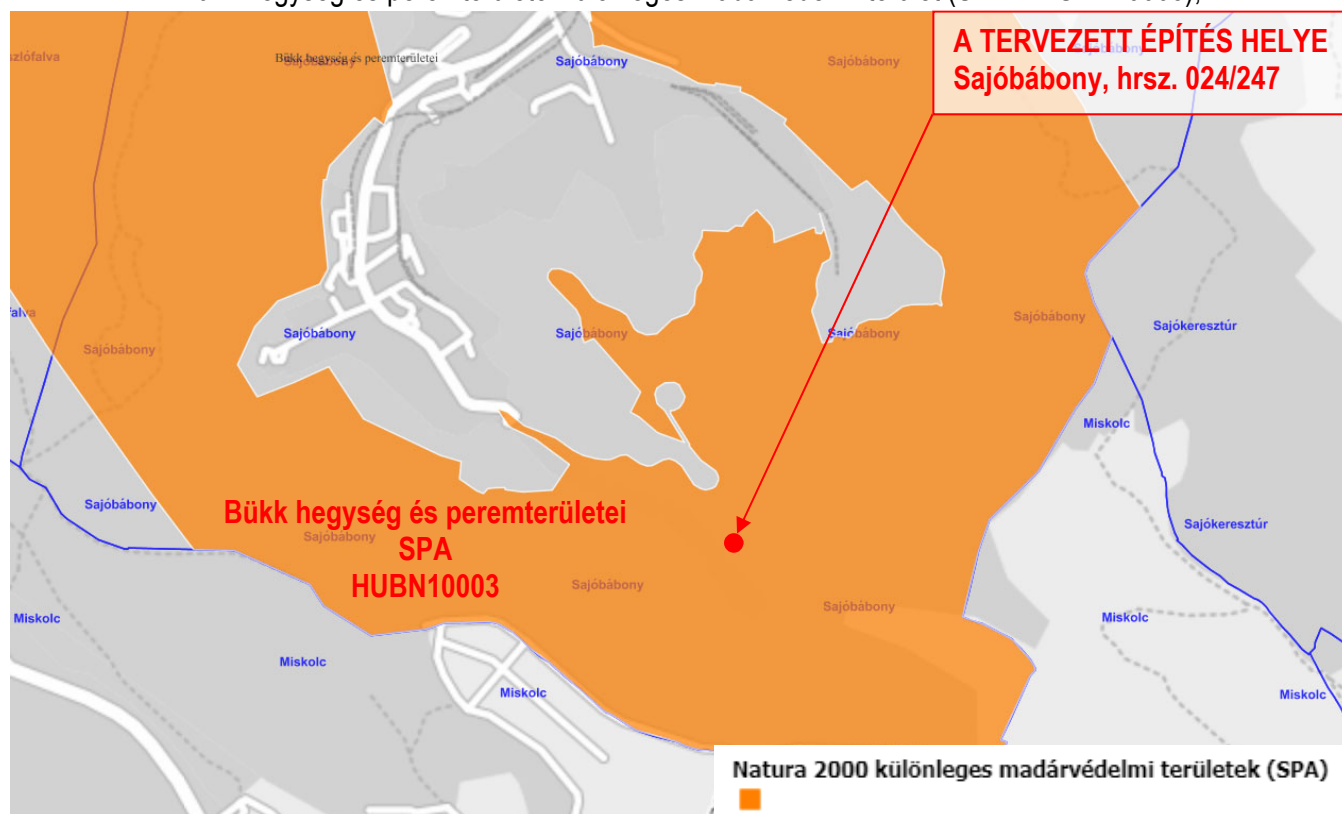 A TERVEZETT ÉPÍTÉS HELYE
Sajóbábony, hrsz. 024/247
Bükk hegység és peremterületei
Sajóbábony
Sajóbábony
Sajóbábony
Sajóbábony
Sajóbábony
Sajóbábony
Sajóbábony
Sajóbábony
Sajóbábony
Sajóbábony
Sajókeresztúr
Miskolc
Sajóbábony
Bükk hegység és peremterületei
SPA
HUBN10003
Sajóbábony
Sajókeresztúr
Sajóbábony
Sajóbábony
Miskolc
Miskolc
Miskolc
Miskolc
Miskolc
Natura 2000 különleges madárvédelmi területek (SPA)